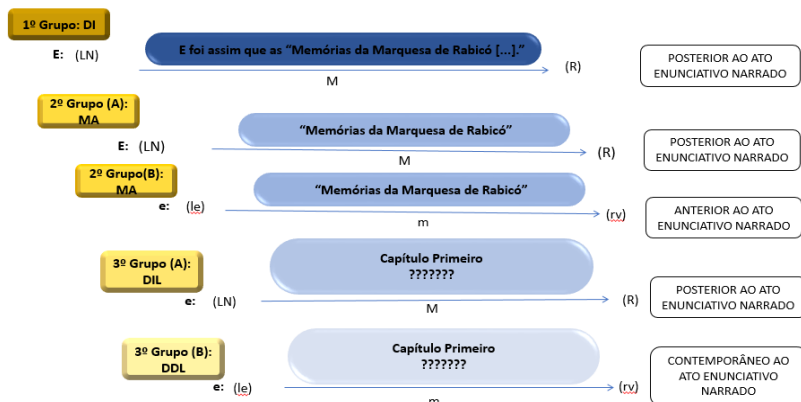 1º Grupo: DI
E: (LN)
E foi assim que as “Memórias da Marquesa de Rabicó [...].”
M
(R)
POSTERIOR AO ATO
ENUNCIATIVO NARRADO
2º Grupo (A):
MA
E: (LN)
“Memórias da Marquesa de Rabicó”
M
(R)
POSTERIOR AO ATO
ENUNCIATIVO NARRADO
2º Grupo(B):
MA
e: (le)
“Memórias da Marquesa de Rabicó”
m
(rv)
ANTERIOR AO ATO
ENUNCIATIVO NARRADO
3º Grupo (A):
DIL
e: (LN)
Capítulo Primeiro
???????
M
(R)
POSTERIOR AO ATO
ENUNCIATIVO NARRADO
3º Grupo (B):
DDL
e: (le)
Capítulo Primeiro
???????
m
(rv)
CONTEMPORÂNEO AO
ATO ENUNCIATIVO
NARRADO